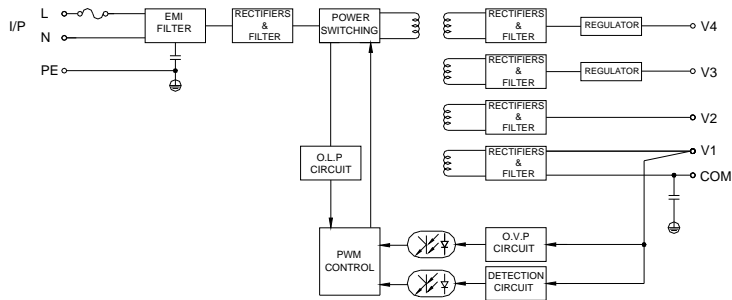 I/P
L
N
PE
EMI
FILTER
RECTIFIERS
&
FILTER
POWER
SWITCHING
RECTIFIERS
&
FILTER
REGULATOR
V4
RECTIFIERS
&
FILTER
REGULATOR
V3
RECTIFIERS
&
FILTER
V2
RECTIFIERS
&
FILTER
V1
COM
O.L.P
CIRCUIT
PWM
CONTROL
O.V.P
CIRCUIT
DETECTION
CIRCUIT